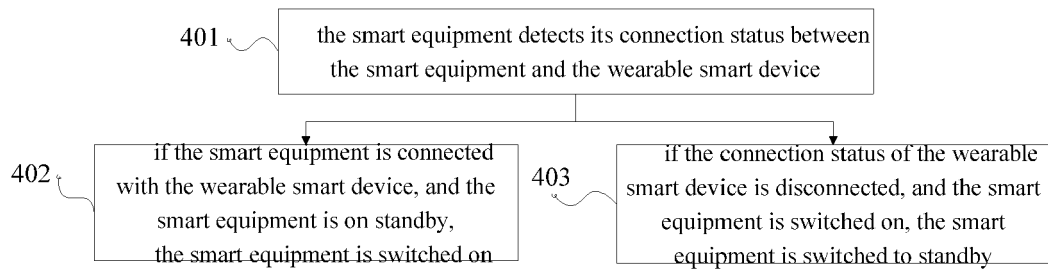 401
the smart equipment detects its connection status between
the smart equipment and the wearable smart device
402
if the smart equipment is connected
with the wearable smart device, and the
smart equipment is on standby,
the smart equipment is switched on
403
if the connection status of the wearable
smart device is disconnected, and the smart
equipment is switched on, the smart
equipment is switched to standby